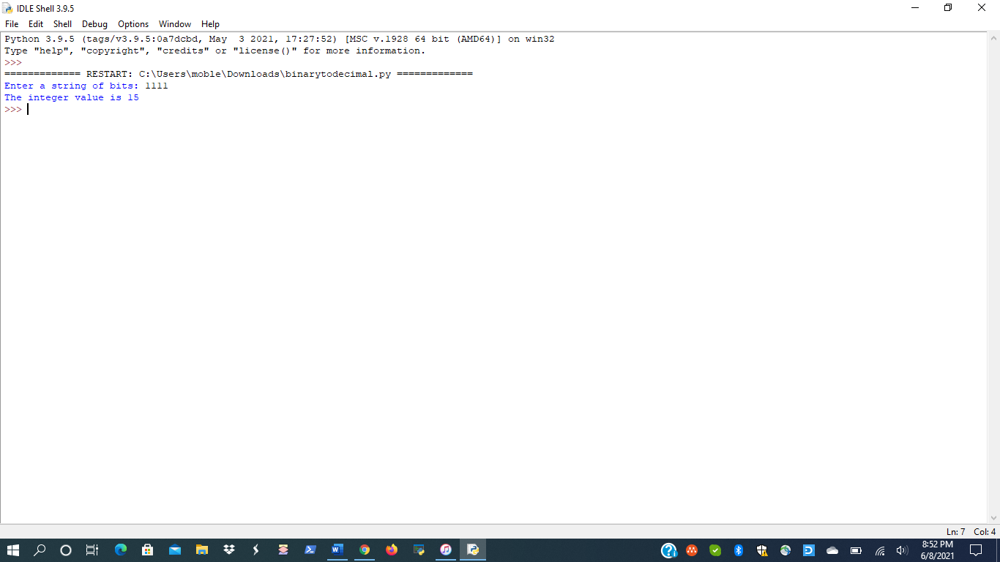 IDLE Shell 3.9.5
File Edit Shell Debug Options Window Help
Python 3.9.5 (tags/v3.9.5:0a7dcbd, May  3 2021, 17:27:52) [MSC v.1928 64 bit (AMD64)] on win32
Type "help", "copyright", "credits" or "license()" for more information.
>>>
============= RESTART: C:\Users\moble\Downloads\binarytodecimal.py =============
Enter a string of bits: 1111
The integer value is 15
>>>
Ln: 7 Col: 4
8:52 PM
6/8/2021